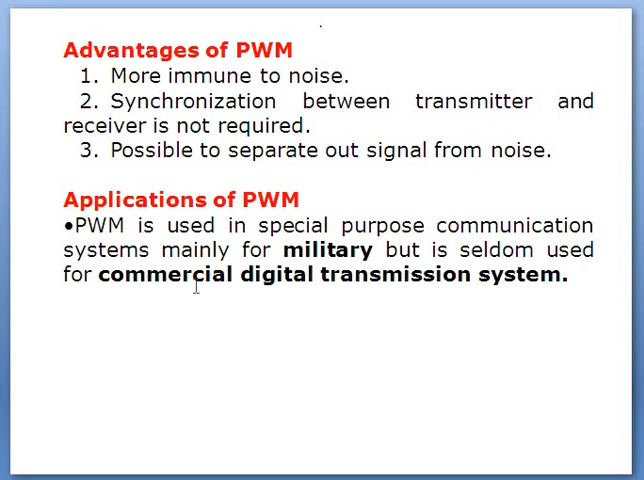 Advantages of PWM
1. More immune to noise.
2. Synchronization between transmitter and
receiver is not required.
3. Possible to separate out signal from noise.
Applications of PWM
•PWM is used in special purpose communication
systems mainly for military but is seldom used
for commercial digital transmission system.